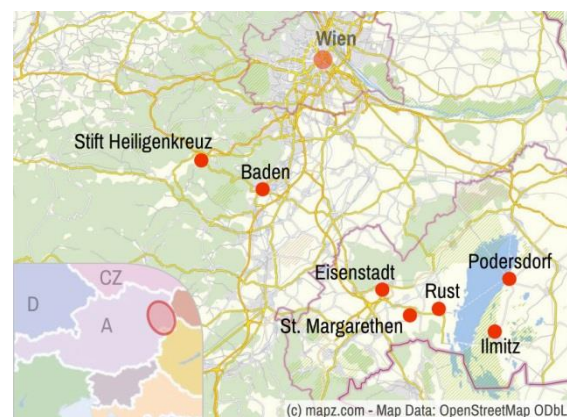 Wien
Stift Heiligenkreuz
Baden
Podersdorf
Eisenstadt
Rust
St. Margarethen
Ilmitz
CZ
D
A
(c) mapz.com - Map Data: OpenStreetMap ODbL